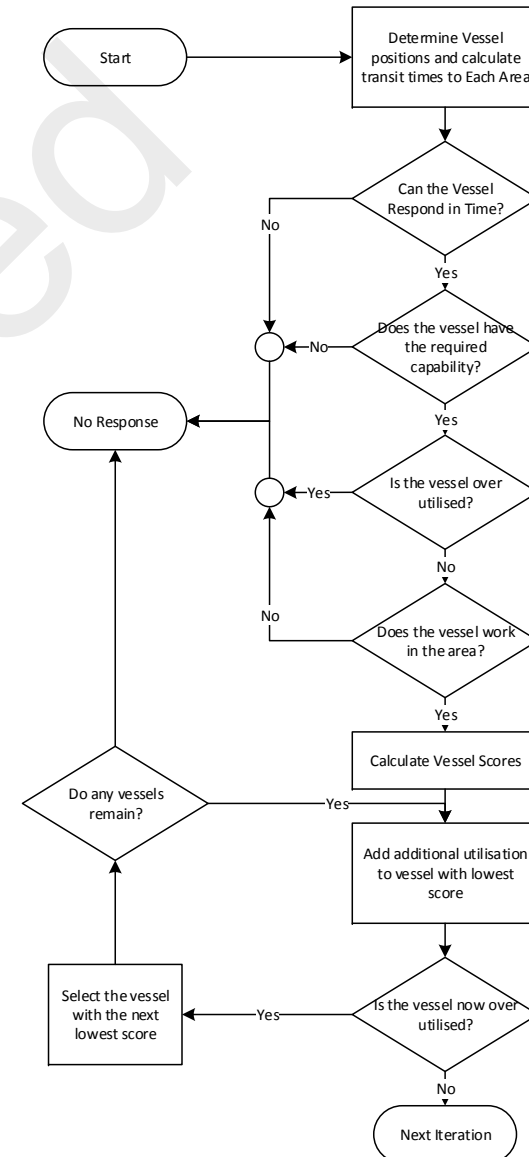 Start
Determine Vessel
positions and calculate
transit times to Each Area
Can the Vessel
Respond in Time?
No
Yes
Does the vessel have
the required
capability?
No
Yes
No Response
Is the vessel over
utilised?
Yes
No
Does the vessel work
in the area?
No
Yes
Calculate Vessel Scores
Do any vessels
remain?
Yes
Add additional utilisation
to vessel with lowest
score
Select the vessel
with the next
lowest score
Is the vessel now over
utilised?
Yes
No
Next Iteration